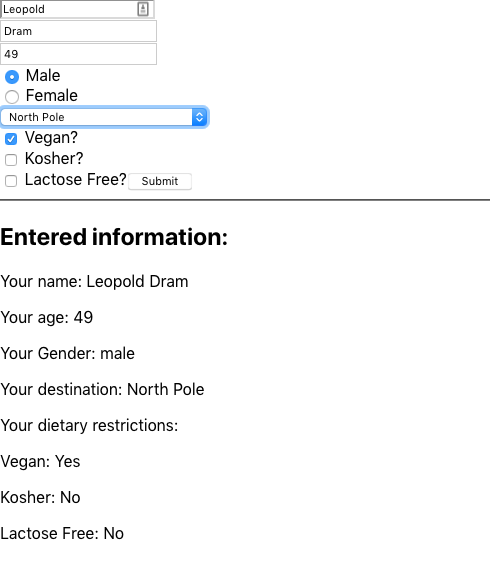 Leopold
Dram
49
Male
Female
North Pole
Vegan?
Kosher?
Lactose Free? Submit
Entered information:
Your name: Leopold Dram
Your age: 49
Your Gender: male
Your destination: North Pole
Your dietary restrictions:
Vegan: Yes
Kosher: No
Lactose Free: No